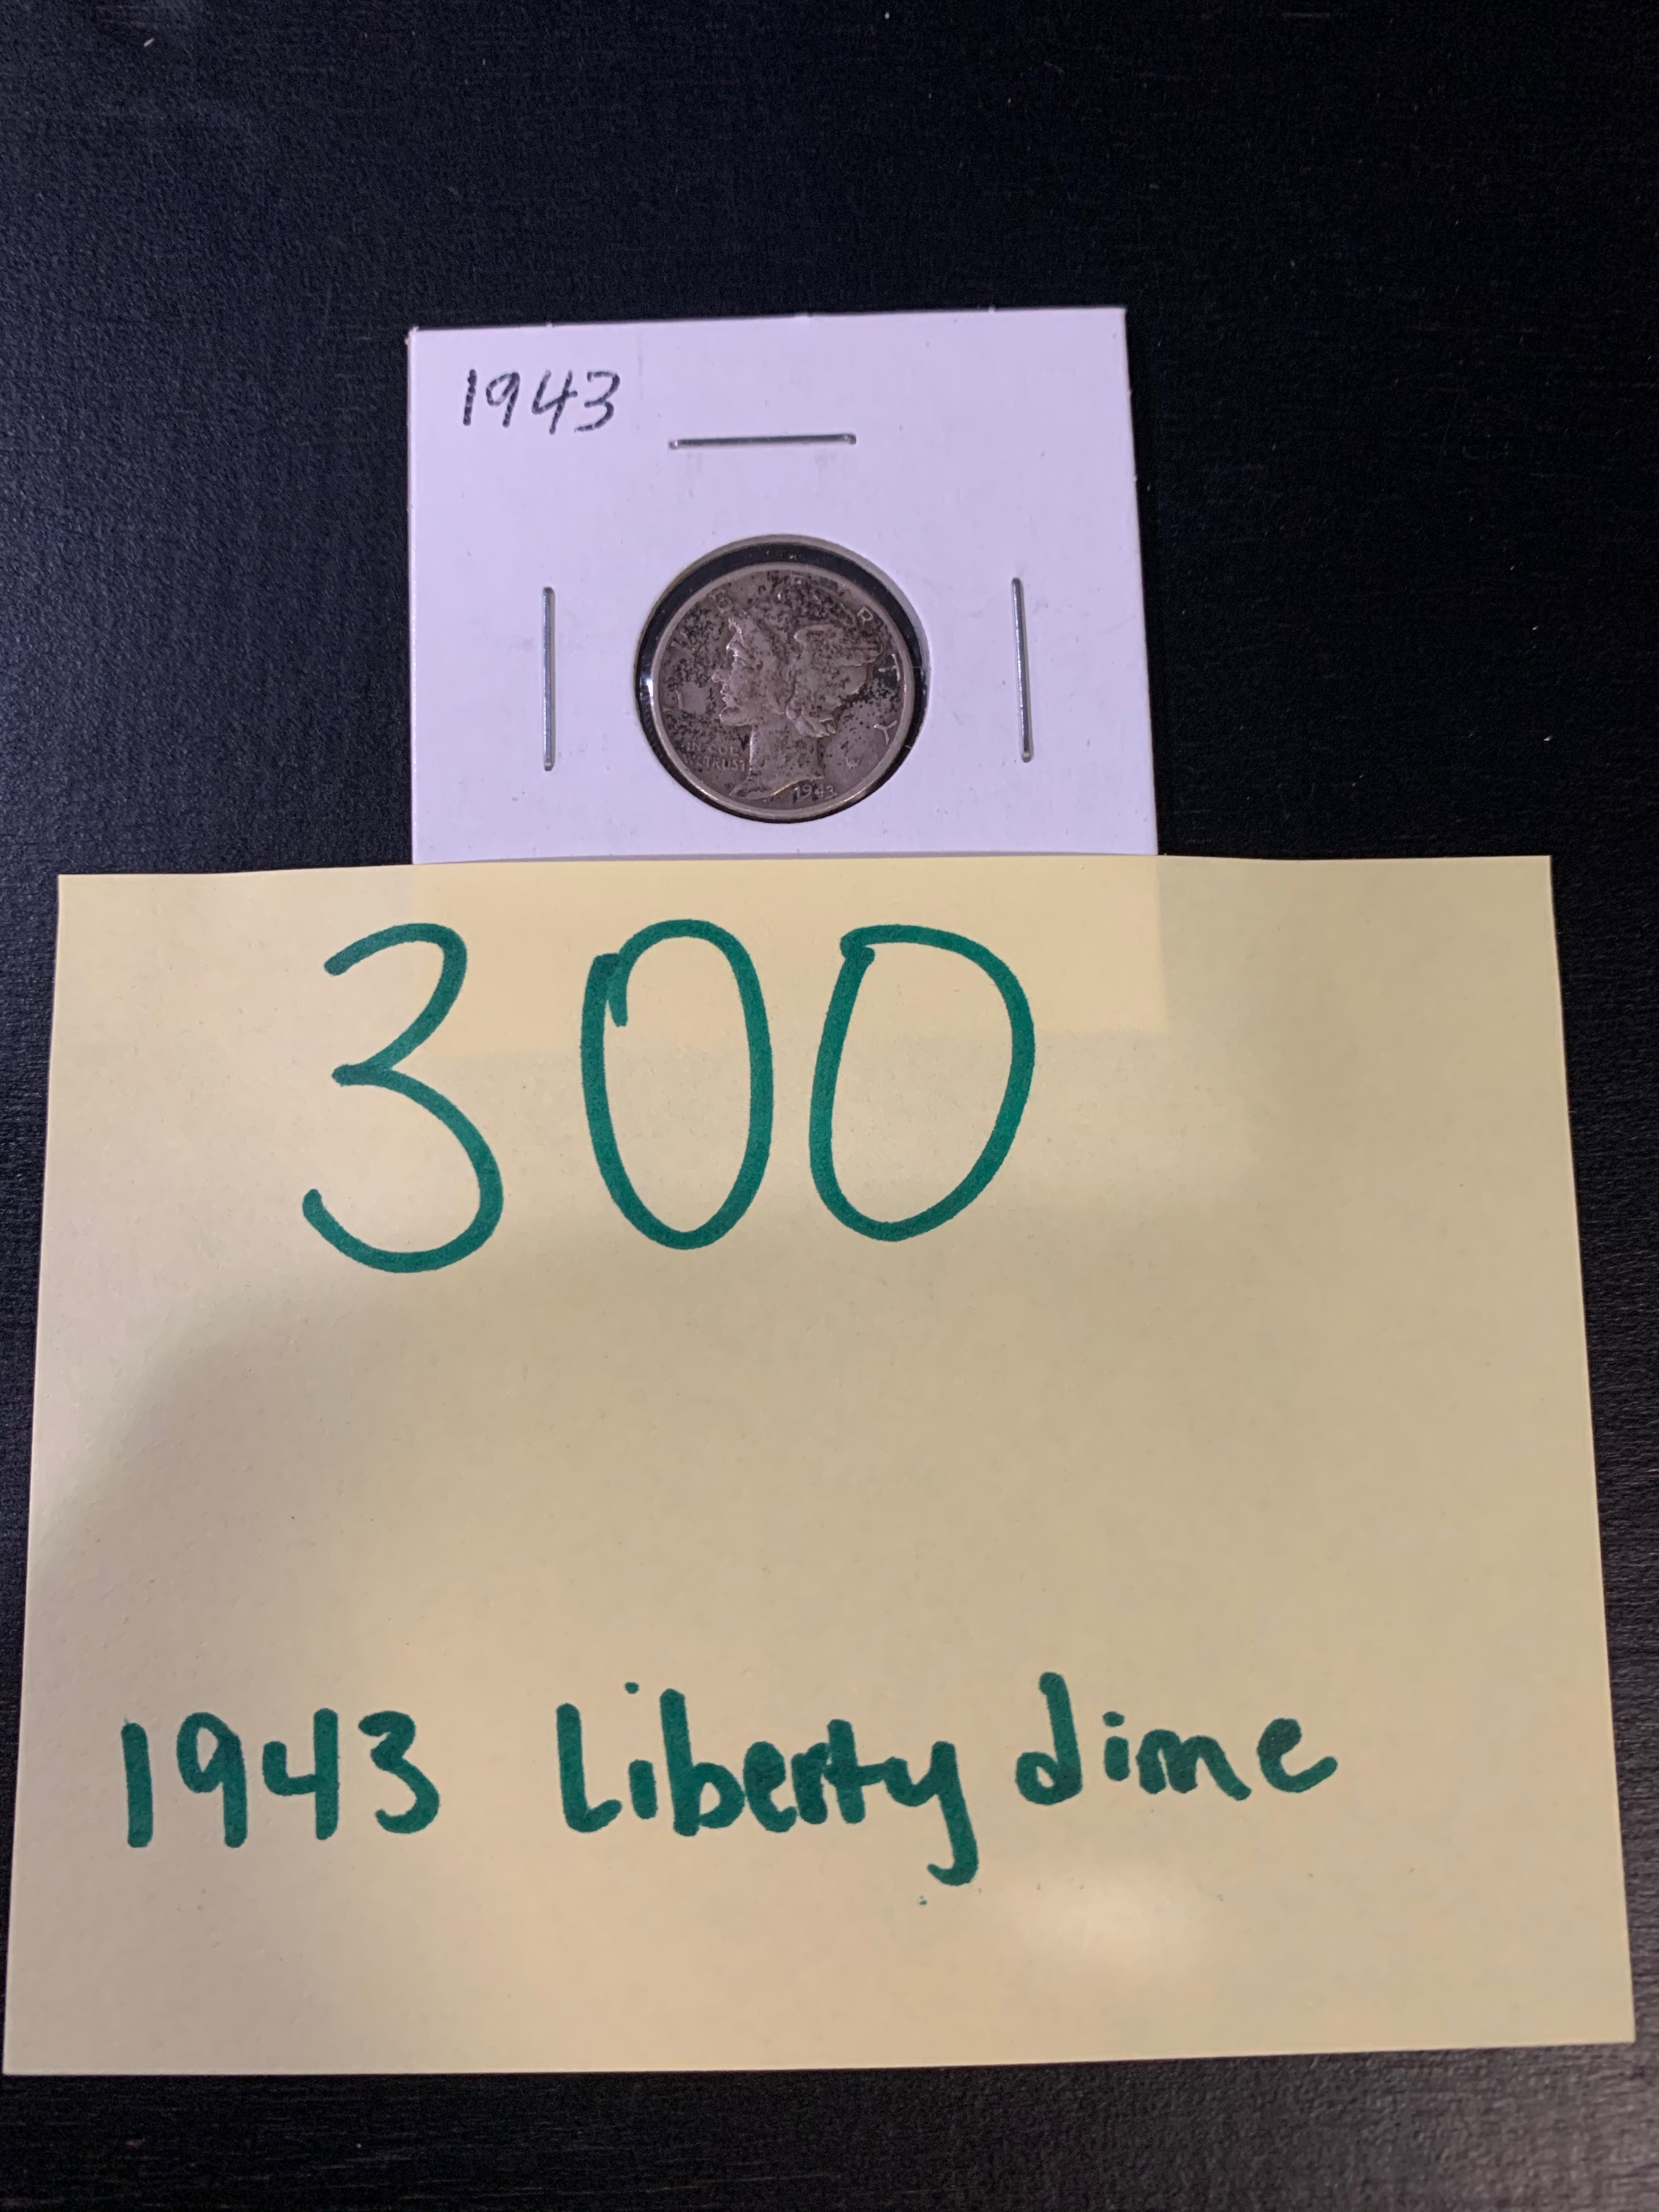 1943
LIBERTY
IN GOD
WE TRUST
1943
300
1943 Liberty dime